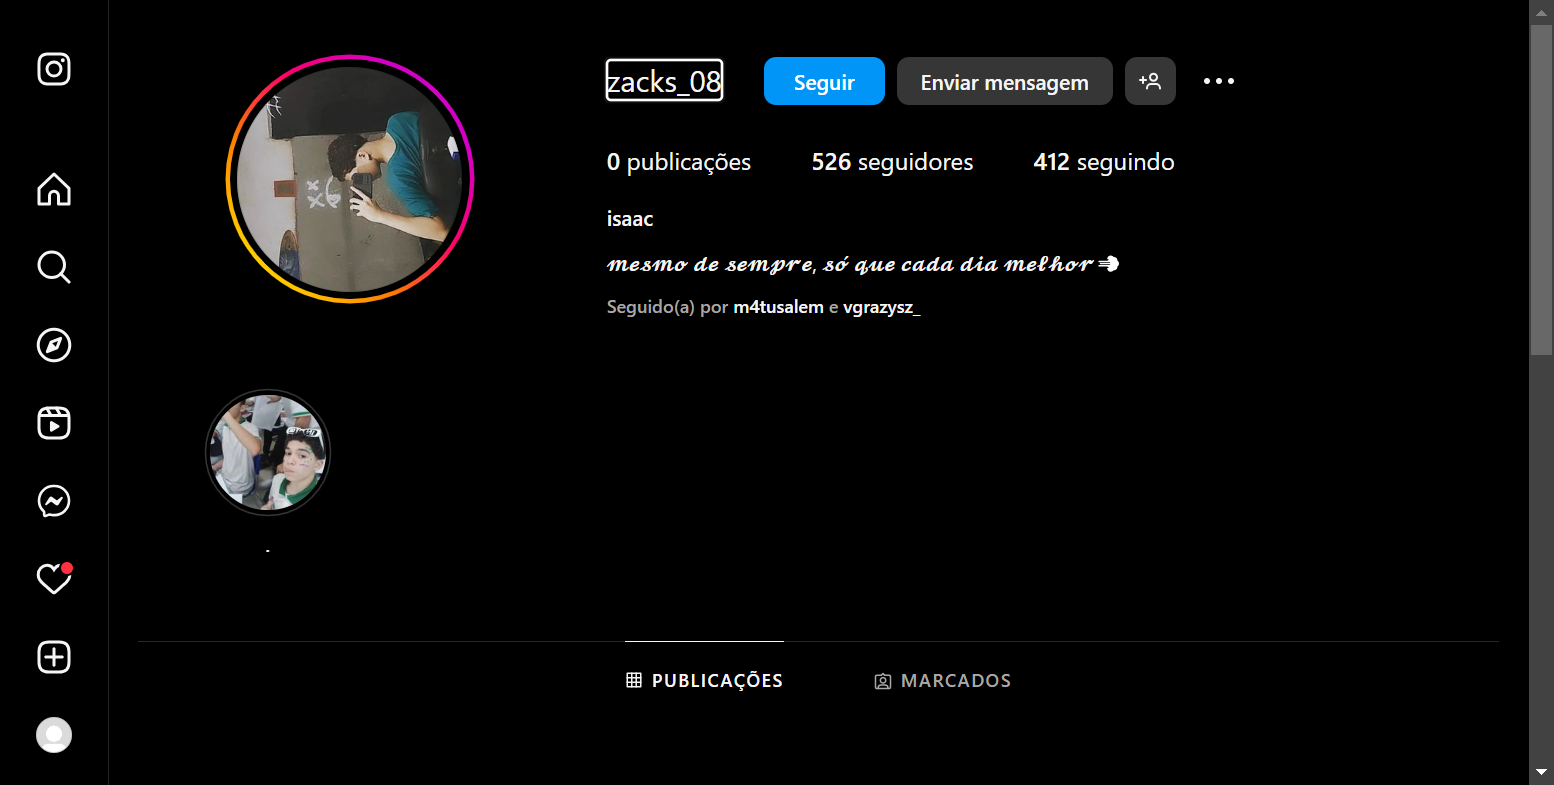 zacks_08
Seguir
Enviar mensagem
0 publicações
526 seguidores
412 seguindo
isaac
𝓶𝓮𝓼𝓶𝓸 𝓭𝓮 𝓼𝓮𝓶𝓹𝓻𝓮, 𝓼ó 𝓺𝓾𝓮 𝓬𝓪𝓭𝓪 𝓭𝓲𝓪 𝓶𝓮𝓵𝓱𝓸𝓻 💨
Seguido(a) por m4tusalem e vgrazysz_
.
PUBLICAÇÕES
MARCADOS